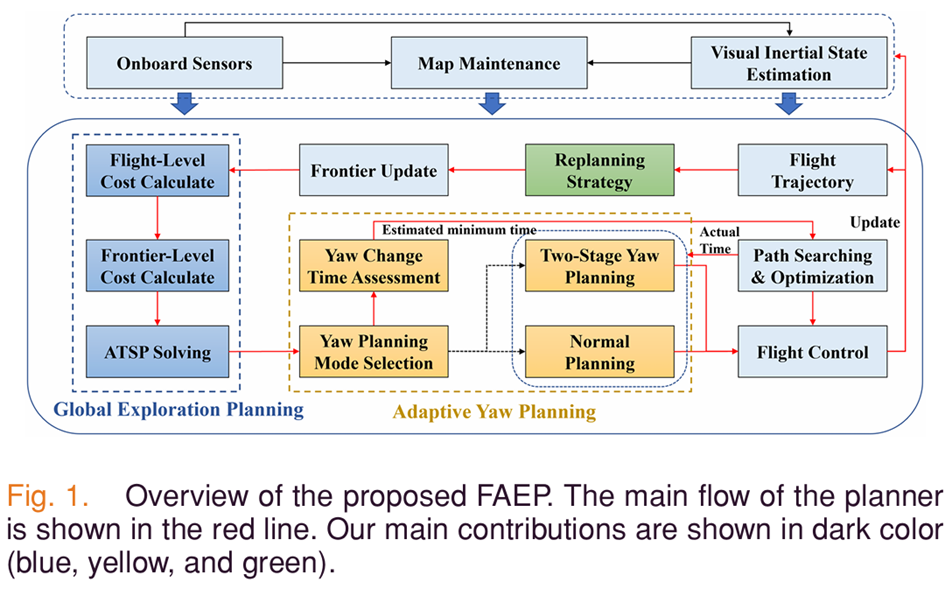 Onboard Sensors
Map Maintenance
Visual Inertial State
Estimation
Flight-Level
Cost Calculate
Frontier Update
Replanning
Strategy
Flight
Trajectory
Update
Estimated minimum time
Actual
Time
Frontier-Level
Cost Calculate
Yaw Change
Time Assessment
Two-Stage Yaw
Planning
Path Searching
& Optimization
ATSP Solving
Yaw Planning
Mode Selection
Normal
Planning
Flight Control
Global Exploration Planning
Adaptive Yaw Planning
Fig. 1. Overview of the proposed FAEP. The main flow of the planner
is shown in the red line. Our main contributions are shown in dark color
(blue, yellow, and green).